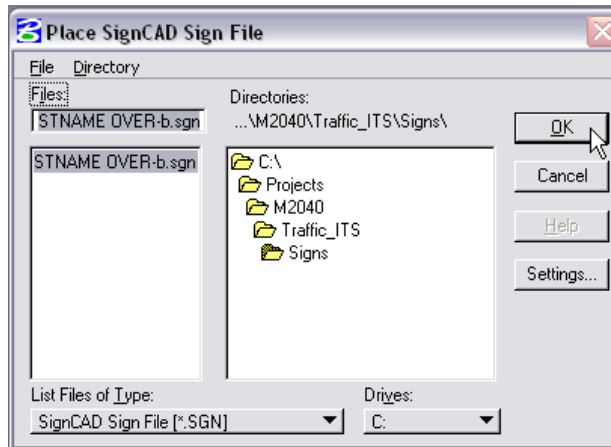 Place SignCAD Sign File
File Directory
Files:
STNAME OVER-b.sgn
STNAME OVER-b.sgn
Directories:
...\M2040\Traffic_ITS\Signs\
C:\
Projects
M2040
Traffic_ITS
Signs
OK
Cancel
Help
Settings...
List Files of Type:
SignCAD Sign File [*.SGN]
Drives:
C: